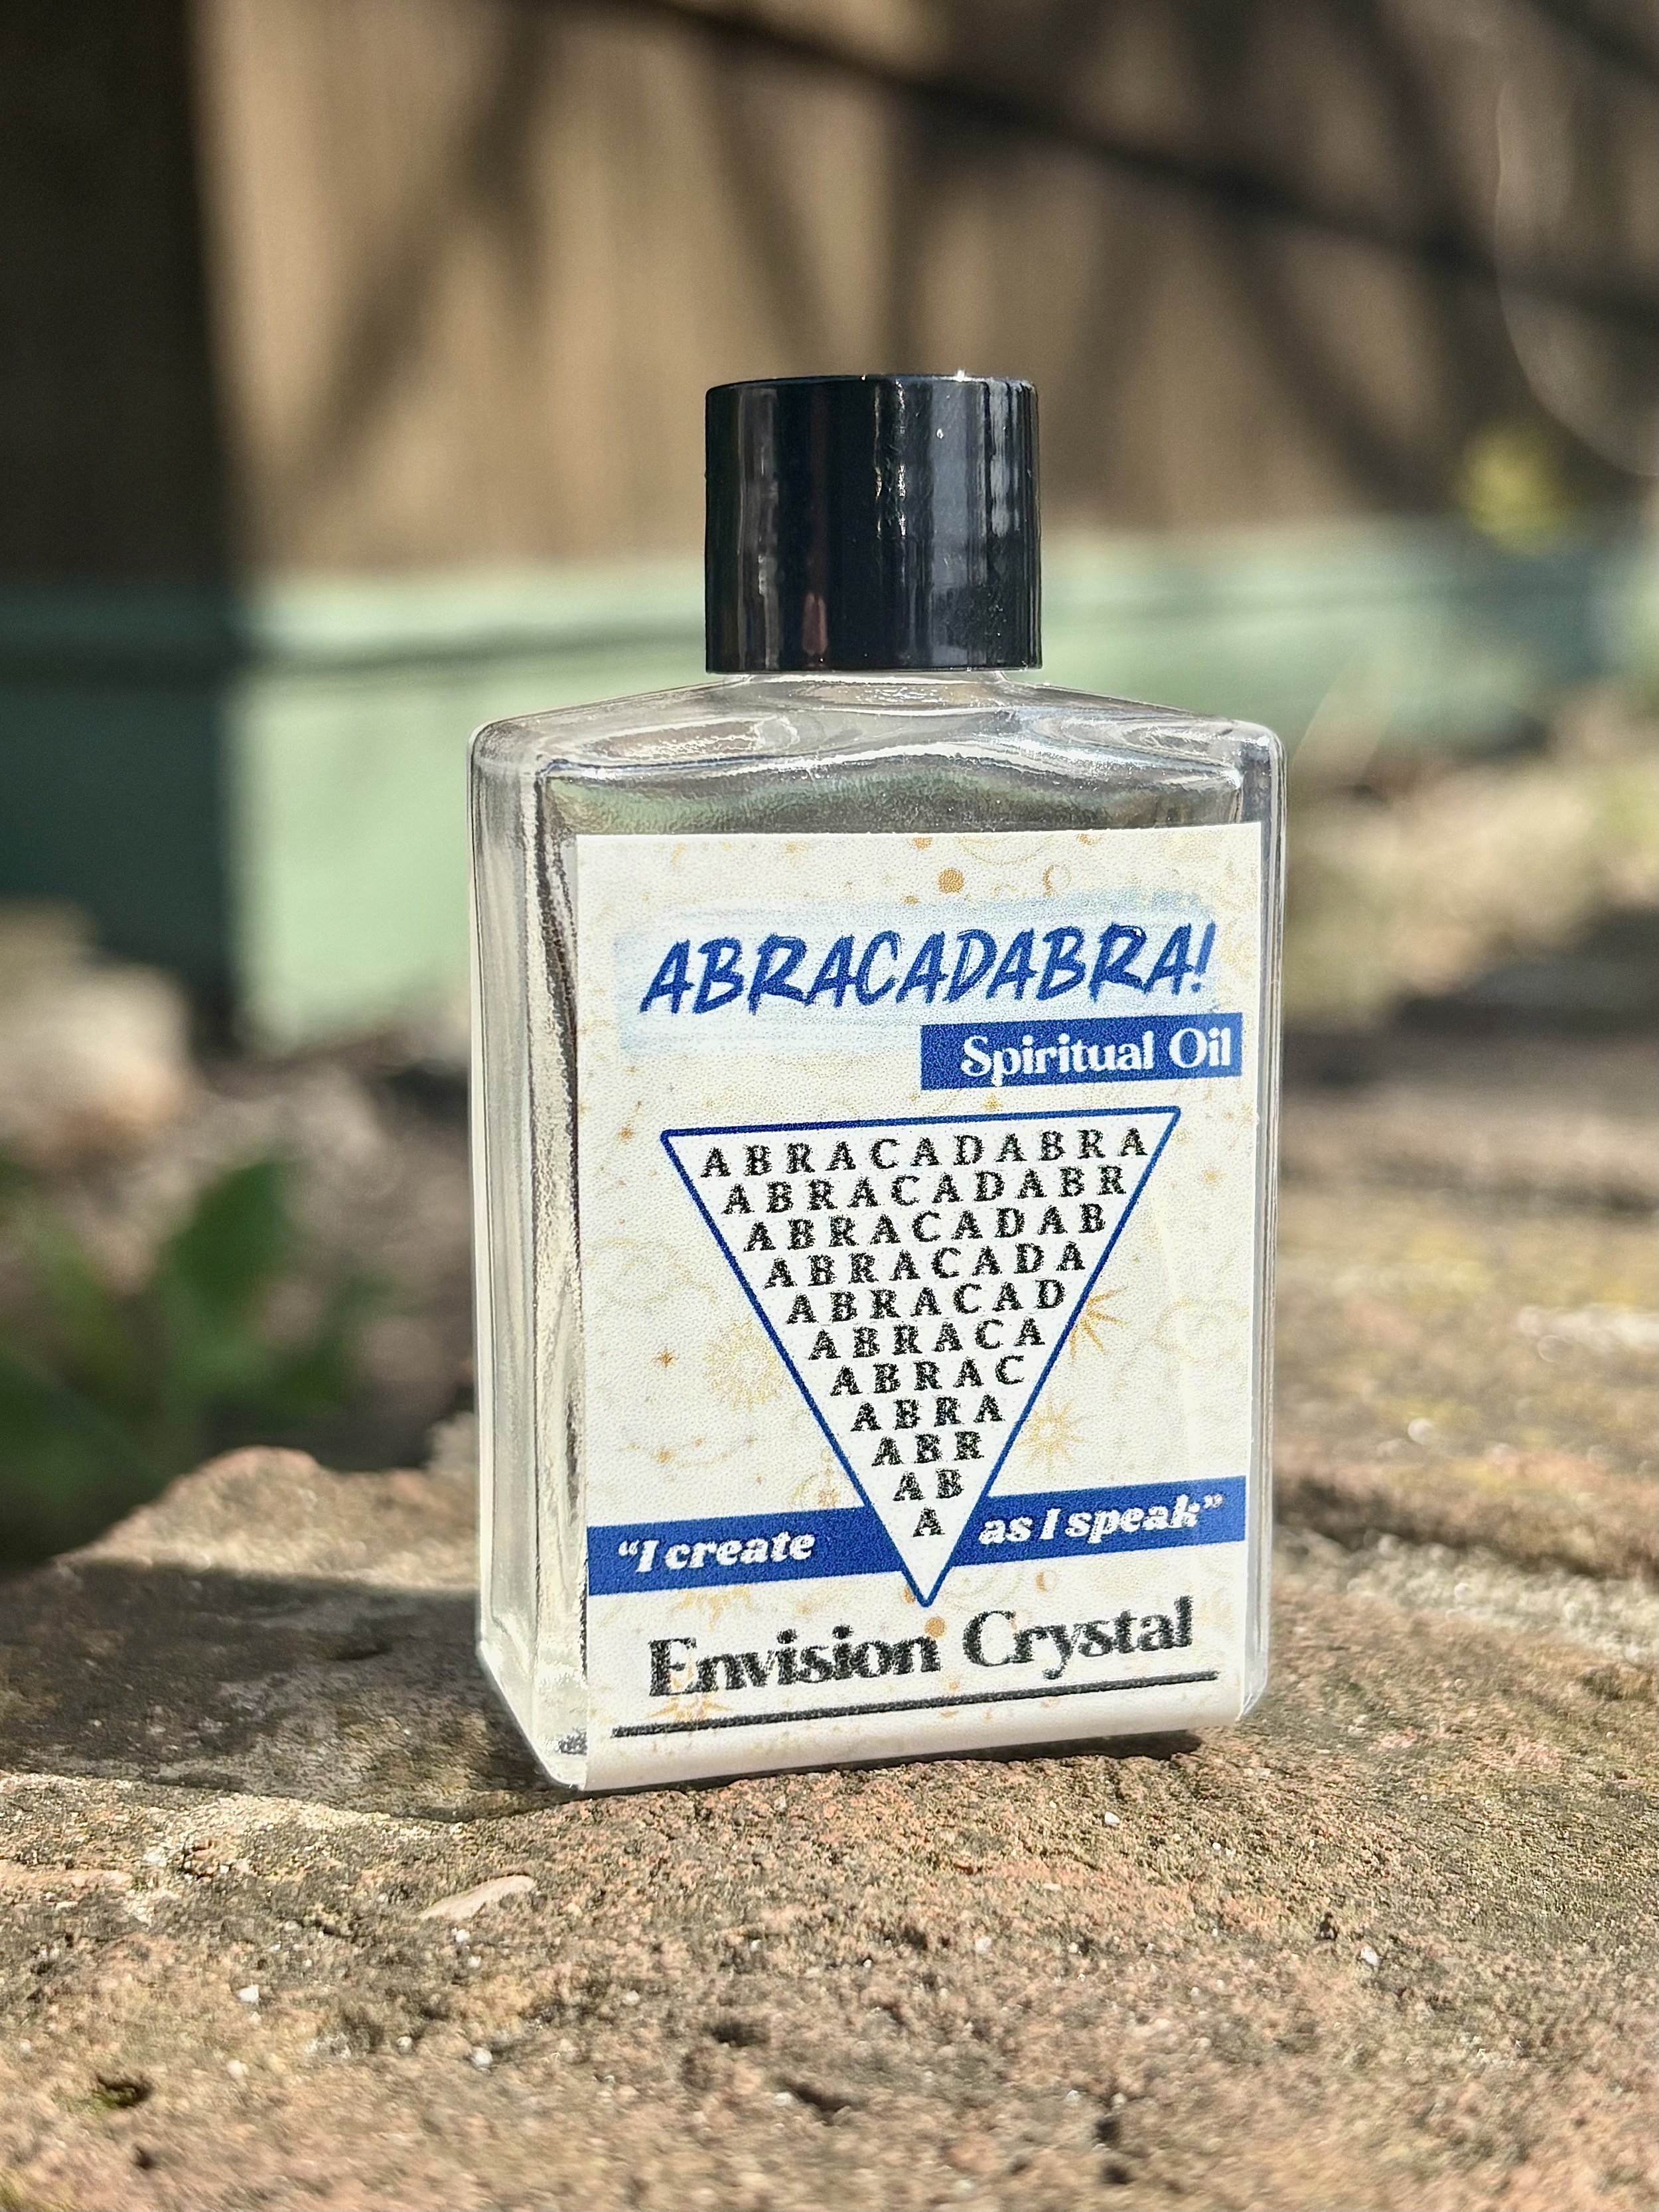 ABRACADABRA!
Spiritual Oil
ABRACADABRA
ABRACADABR
ABRACADAB
ABRACADA
ABRACAD
ABRACA
ABRAC
ABRA
ABR
AB
A
“I create as I speak”
Envision Crystal